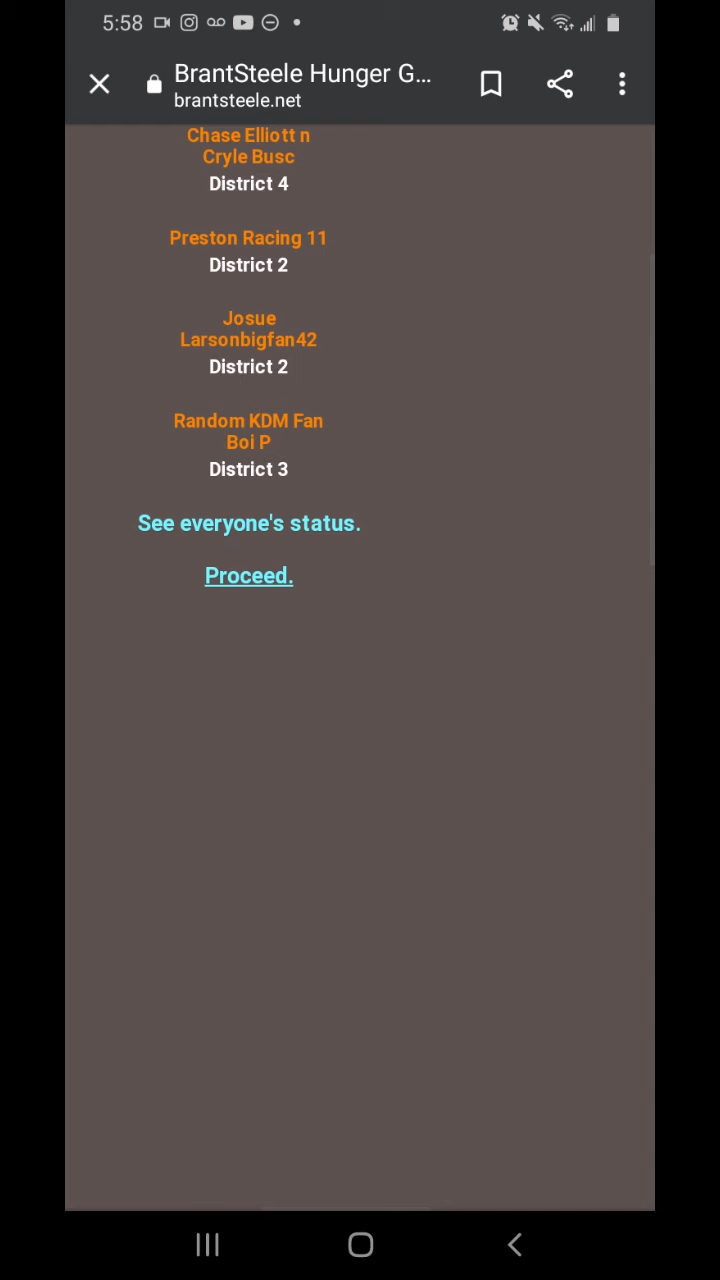 5:58
BrantSteele Hunger G...
brantsteele.net
Chase Elliott n
Cryle Busc
District 4
Preston Racing 11
District 2
Josue
Larsonbigfan42
District 2
Random KDM Fan
Boi P
District 3
See everyone's status.
Proceed.